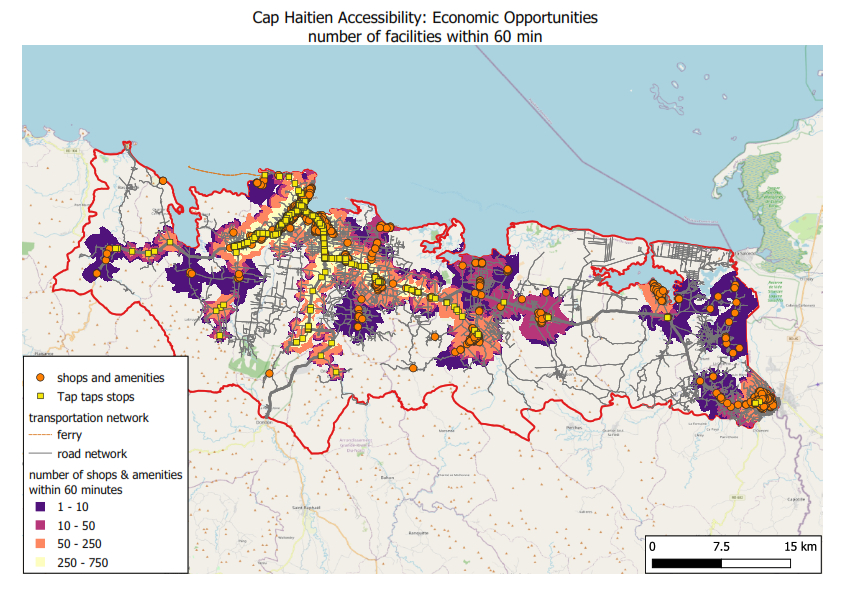 Cap Haitien Accessibility: Economic Opportunities
number of facilities within 60 min
shops and amenities
Tap taps stops
transportation network
ferry
road network
number of shops & amenities
within 60 minutes
1 - 10
10 - 50
50 - 250
250 - 750
Saint Raphaël
0 7.5 15 km